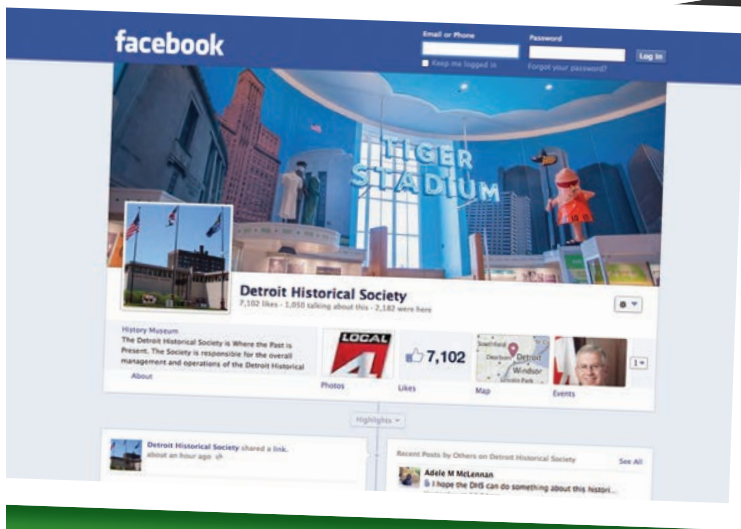 facebook
Email or Phone
Password
Log In
Keep me logged in
Forgot your password?
TIGER
STADIUM
Detroit Historical Society
7,102 likes · 1,050 talking about this · 2,182 were here
History Museum
The Detroit Historical Society is Where the Past is
Present. The Society is responsible for the overall
management and operations of the Detroit Historical
About
LOCAL
4
Photos
7,102
Likes
Southfield
Dearborn
Detroit
Windsor
Lincoln Park
Map
Events
1
Highlights
Detroit Historical Society shared a link.
about an hour ago
Recent Posts by Others on Detroit Historical Society
See All
Adele M McLennan
I hope the DHS can do something about this histori...